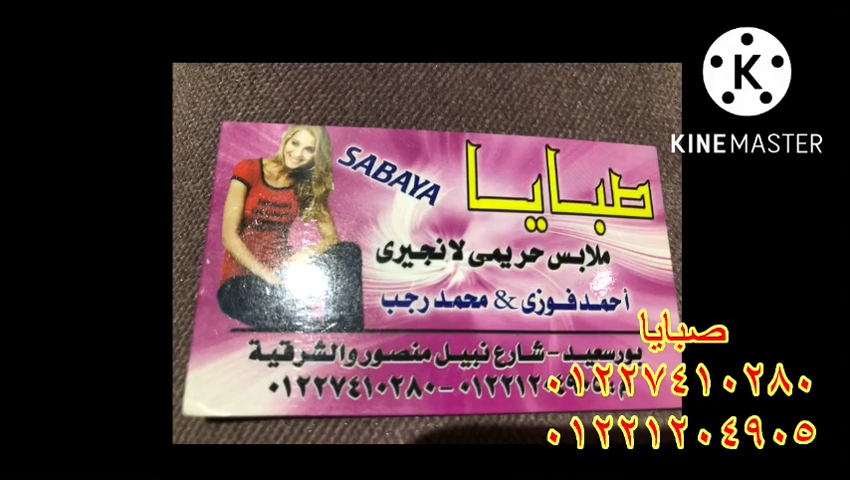 KINEMASTER
صبايا
SABAYA
ملابس حريمى لانجيرى
أحمد فوزى & محمد رجب
بورسعيد - شارع نبيل منصور والشرقية
٠١٢٢١٢٠٤٩٠٥ - ٠١٢٢٧٤١٠٢٨٠
صبايا
٠١٢٢٧٤١٠٢٨٠
٠١٢٢١٢٠٤٩٠٥